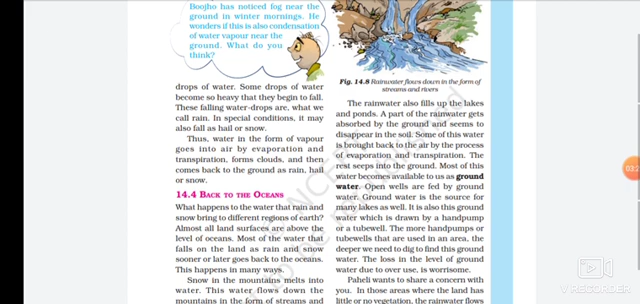 Boojho has noticed fog near the
ground in winter mornings. He
wonders if this is also condensation
of water vapour near the
ground. What do you
think?
drops of water. Some drops of water
become so heavy that they begin to fall.
These falling water-drops are, what we
call rain. In special conditions, it may
also fall as hail or snow.
Thus, water in the form of vapour
goes into air by evaporation and
transpiration, forms clouds, and then
comes back to the ground as rain, hail
or snow.
14.4 BACK TO THE OCEANS
What happens to the water that rain and
snow bring to different regions of earth?
Almost all land surfaces are above the
level of oceans. Most of the water that
falls on the land as rain and snow
sooner or later goes back to the oceans.
This happens in many ways.
Snow in the mountains melts into
water. This water flows down the
mountains in the form of streams and
Fig. 14.8 Rainwater flows down in the form of
streams and rivers
The rainwater also fills up the lakes
and ponds. A part of the rainwater gets
absorbed by the ground and seems to
disappear in the soil. Some of this water
is brought back to the air by the process
of evaporation and transpiration. The
rest seeps into the ground. Most of this
water becomes available to us as ground
water. Open wells are fed by ground
water. Ground water is the source for
many lakes as well. It is also this ground
water which is drawn by a handpump
or a tubewell. The more handpumps or
tubewells that are used in an area, the
deeper we need to dig to find this ground
water. The loss in the level of ground
water due to over use, is worrisome.
Paheli wants to share a concern with
you. In those areas where the land has
little or no vegetation, the rainwater flows
VU RECORDER